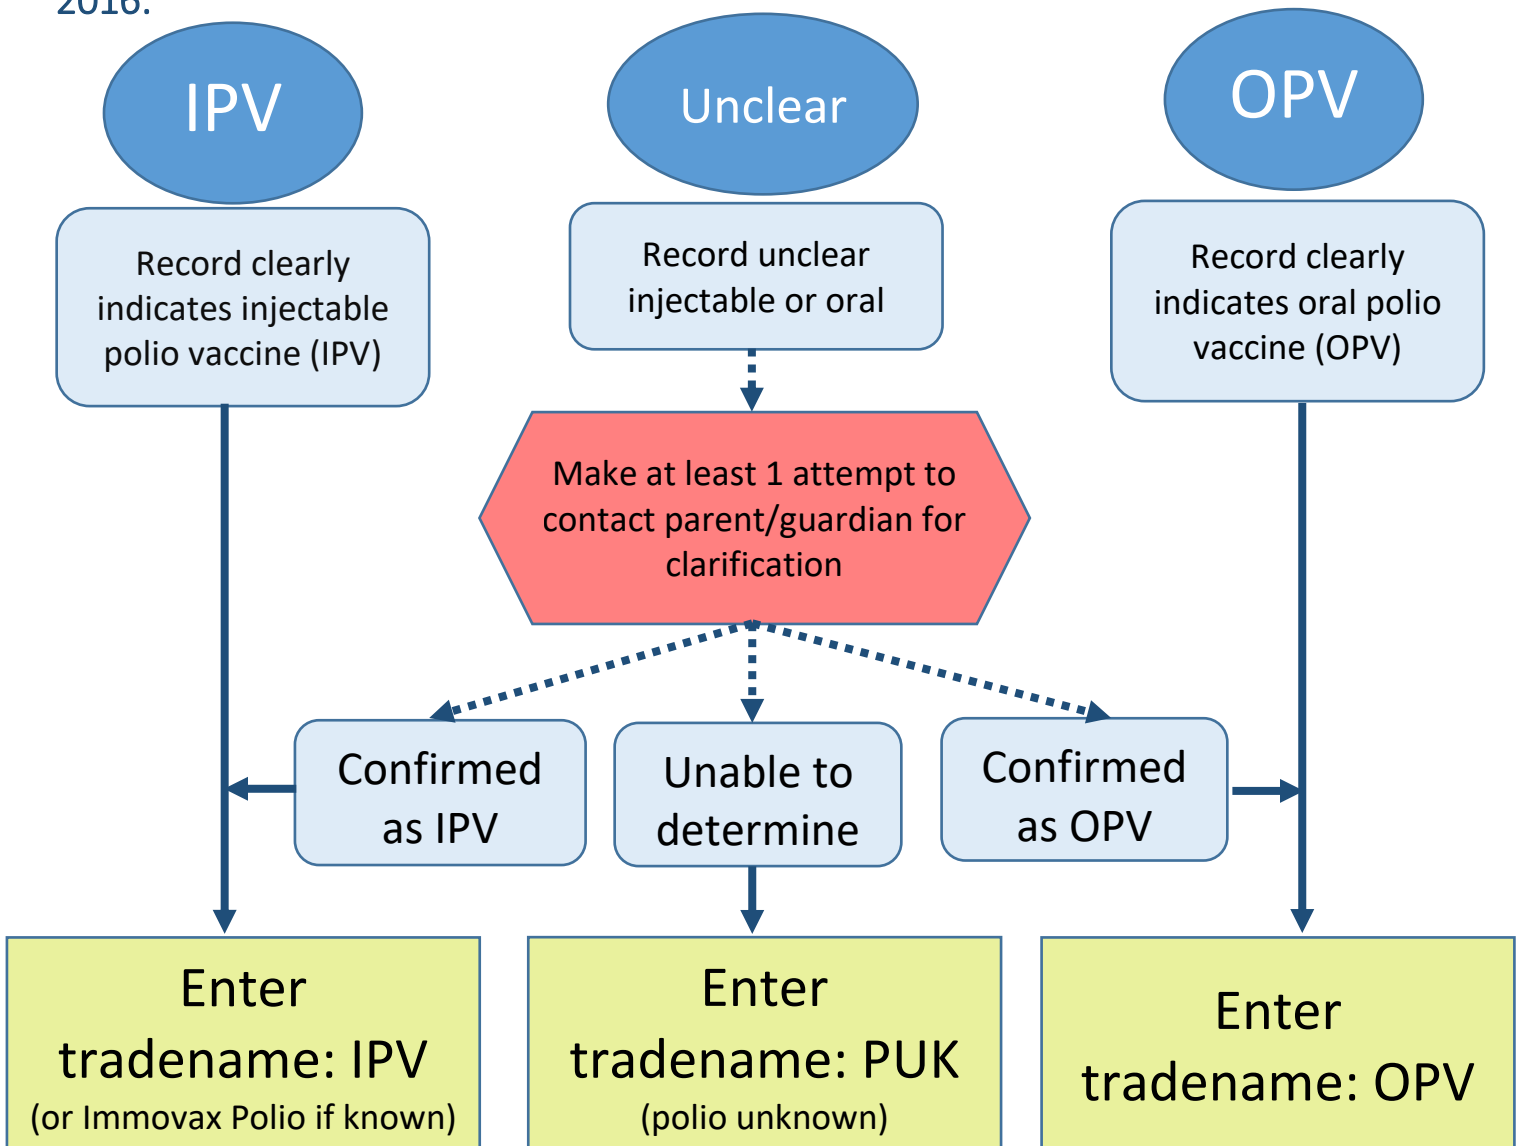 2016.
IPV
Unclear
OPV
Record clearly
indicates injectable
polio vaccine (IPV)
Record unclear
injectable or oral
Record clearly
indicates oral polio
vaccine (OPV)
Make at least 1 attempt to
contact parent/guardian for
clarification
Confirmed
as IPV
Unable to
determine
Confirmed
as OPV
Enter
tradename: IPV
(or Immovax Polio if known)
Enter
tradename: PUK
(polio unknown)
Enter
tradename: OPV